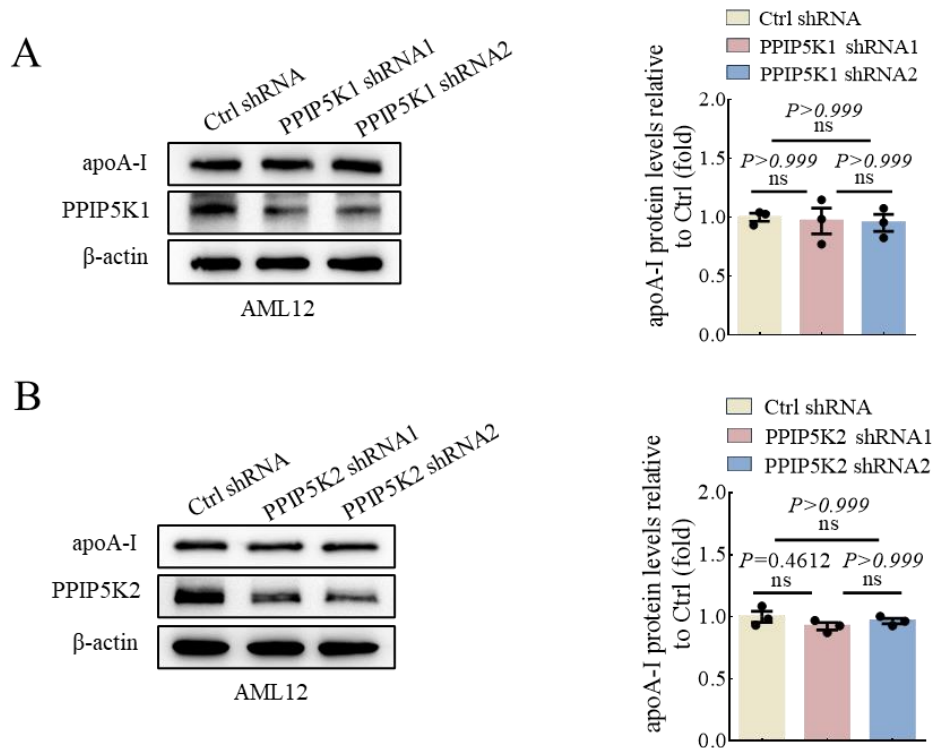 A
Ctrl shRNA
PPIP5K1 shRNA1
PPIP5K1 shRNA2
apoA-I
PPIP5K1
β-actin
AML12
Ctrl shRNA
PPIP5K1 shRNA1
PPIP5K1 shRNA2
apoA-I protein levels relative
to Ctrl (fold)
2.0
1.5
1.0
0.5
0.0
P>0.999
ns
P>0.999 P>0.999
ns ns
B
Ctrl shRNA
PPIP5K2 shRNA1
PPIP5K2 shRNA2
apoA-I
PPIP5K2
β-actin
AML12
Ctrl shRNA
PPIP5K2 shRNA1
PPIP5K2 shRNA2
apoA-I protein levels relative
to Ctrl (fold)
2.0
1.5
1.0
0.5
0.0
P>0.999
ns
P=0.4612 P>0.999
ns ns